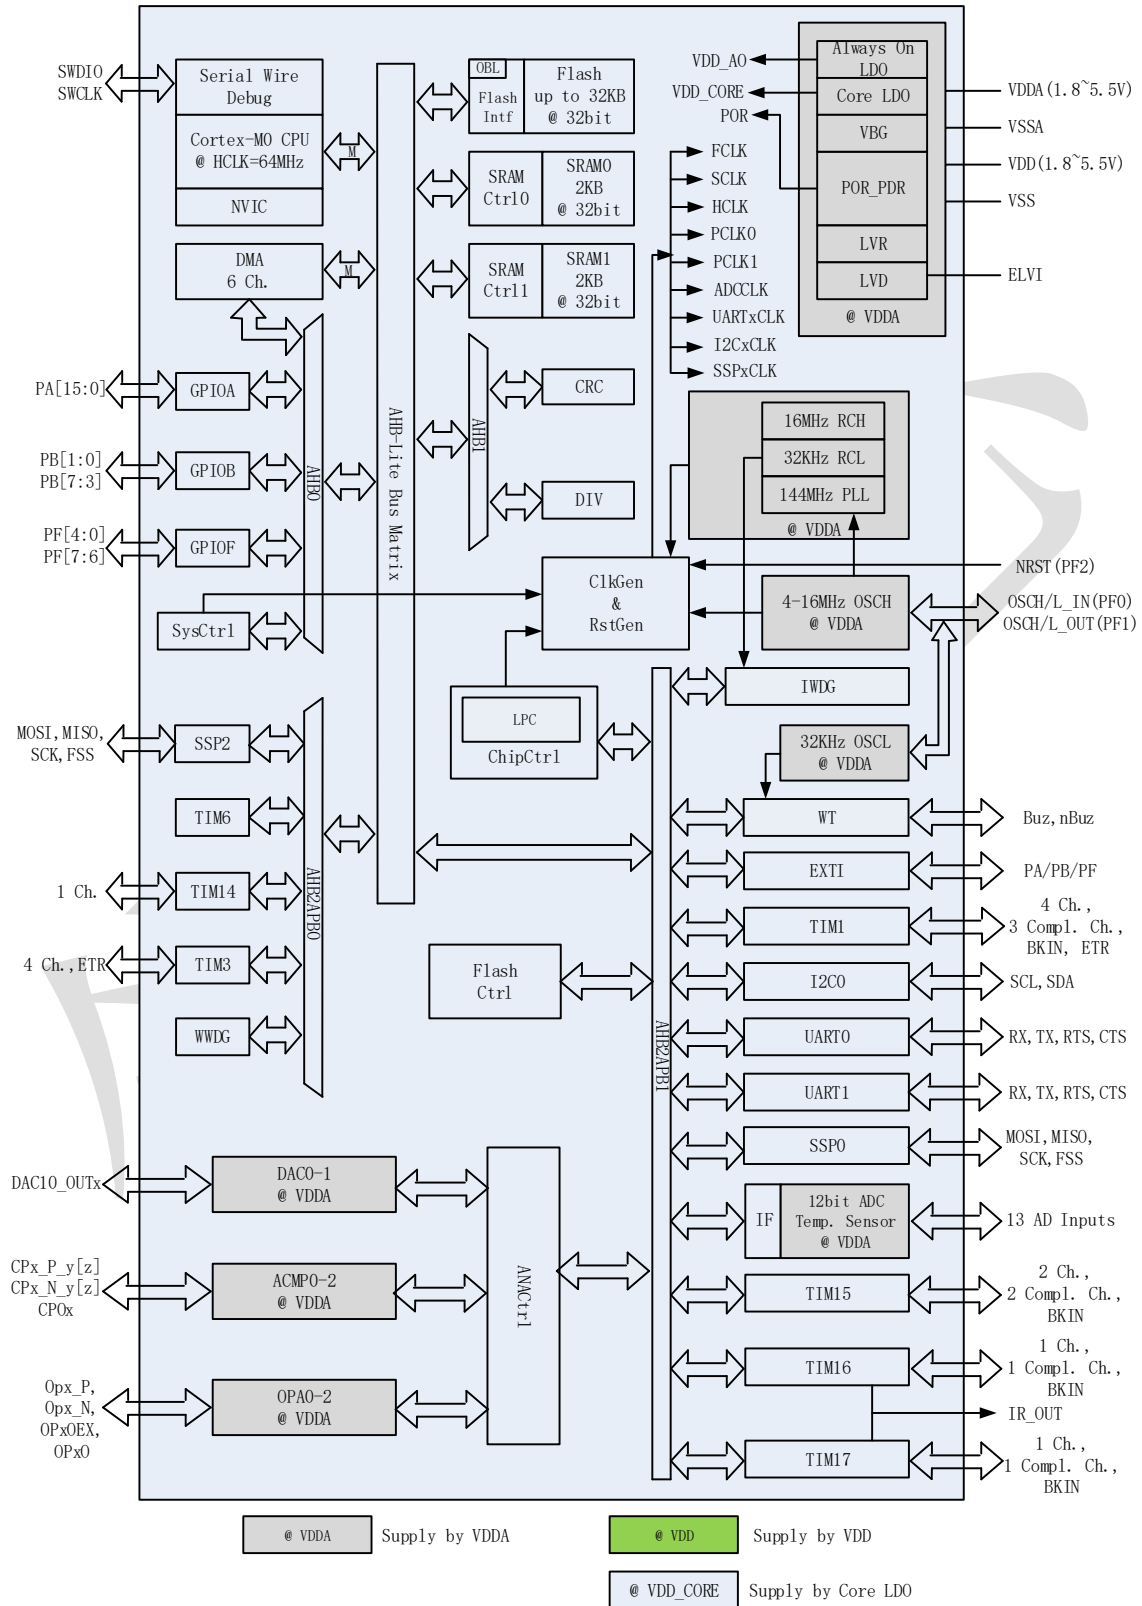 SWDIO
SWCLK
Serial Wire
Debug
Cortex-M0 CPU
@ HCLK=64MHz
NVIC
M
DMA
6 Ch.
M
AHB-Lite Bus Matrix
OBL
Flash
Intf
Flash
up to 32KB
@ 32bit
SRAM
Ctrl0
SRAM0
2KB
@ 32bit
SRAM
Ctrl1
SRAM1
2KB
@ 32bit
VDD_AO
VDD_CORE
POR
Always On
LDO
Core LDO
VBG
POR_PDR
LVR
LVD
@ VDDA
VDDA(1.8~5.5V)
VSSA
VDD(1.8~5.5V)
VSS
ELVI
FCLK
SCLK
HCLK
PCLK0
PCLK1
ADCCLK
UARTxCLK
I2CxCLK
SSPxCLK
PA[15:0]
GPIOA
PB[1:0]
PB[7:3]
GPIOB
PF[4:0]
PF[7:6]
GPIOF
AHB0
SysCtrl
AHB1
CRC
DIV
16MHz RCH
32KHz RCL
144MHz PLL
@ VDDA
ClkGen
&
RstGen
NRST(PF2)
4-16MHz OSCH
@ VDDA
OSCH/L_IN(PF0)
OSCH/L_OUT(PF1)
LPC
ChipCtrl
IWDG
32KHz OSCL
@ VDDA
MOSI,MISO,
SCK,FSS
SSP2
TIM6
1 Ch.
TIM14
4 Ch.,ETR
TIM3
WWDG
AHB2APB0
Flash
Ctrl
AHB2APB1
WT
Buz,nBuz
EXTI
PA/PB/PF
TIM1
4 Ch.,
3 Compl. Ch.,
BKIN, ETR
I2C0
SCL,SDA
UART0
RX,TX,RTS,CTS
UART1
RX,TX,RTS,CTS
SSP0
MOSI,MISO,
SCK,FSS
IF
12bit ADC
Temp. Sensor
@ VDDA
13 AD Inputs
TIM15
2 Ch.,
2 Compl. Ch.,
BKIN
TIM16
1 Ch.,
1 Compl. Ch.,
BKIN
IR_OUT
TIM17
1 Ch.,
1 Compl. Ch.,
BKIN
DAC10_OUTx
DAC0-1
@ VDDA
CPx_P_y[z]
CPx_N_y[z]
CPOx
ACMP0-2
@ VDDA
Opx_P,
Opx_N,
OPxOEX,
OPxO
OPA0-2
@ VDDA
ANACtrl
@ VDDA
Supply by VDDA
@ VDD
Supply by VDD
@ VDD_CORE
Supply by Core LDO